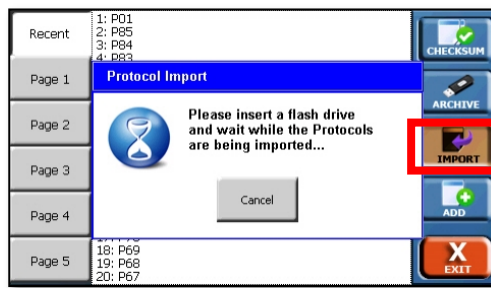 Recent
Page 1
Page 2
Page 3
Page 4
Page 5
1: P01
2: P85
3: P84
4: P83
Protocol Import
Please insert a flash drive
and wait while the Protocols
are being imported...
Cancel
18: P69
19: P68
20: P67
CHECKSUM
ARCHIVE
IMPORT
ADD
X
EXIT